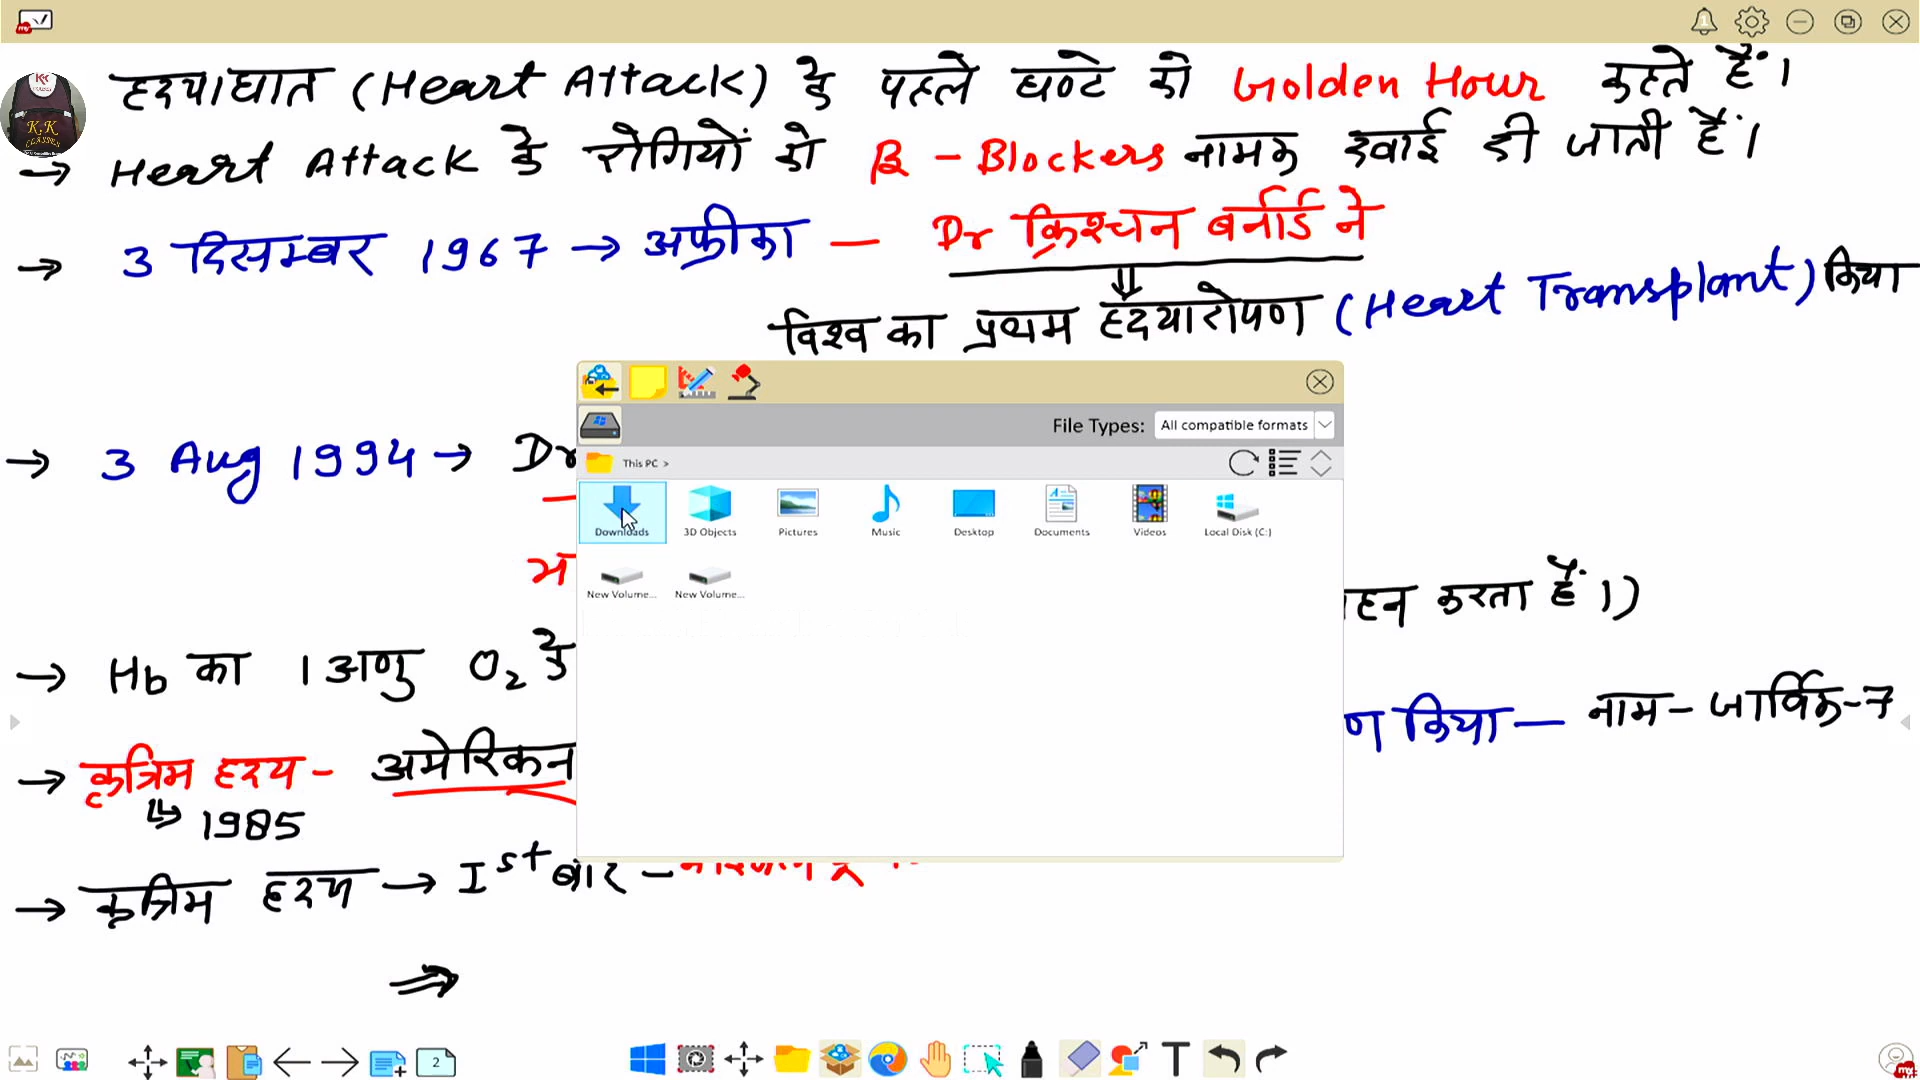 हृदयाघात (Heart Attack) के पहले घण्टे को Golden Hour कहते हैं।
→ Heart Attack के रोगियों को β - Blockers नामक दवाई दी जाती हैं।
→ 3 दिसम्बर 1967 → अफ्रीका — Dr क्रिश्चन बर्नार्ड ने
⇓
विश्व का प्रथम हृदयारोपण (Heart Transplant) किया
File Types: All compatible formats
→ 3 Aug 1994 → Dr
This PC >
Downloads 3D Objects Pictures Music Desktop Documents Videos Local Disk (C:)
New Volume... New Volume...
हन करता हैं।)
→ Hb का 1 अणु O₂ के
ण किया — नाम - जार्विक-7
→ कृत्रिम हृदय - अमेरिकन
↳ 1985
→ कृत्रिम हृदय → Ist बार –
⇒
K.K
CLASSES
2